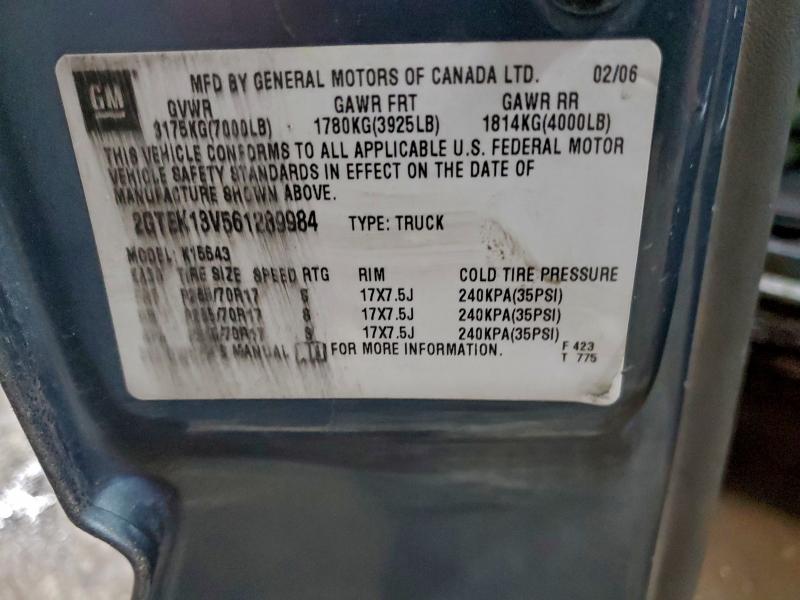 GM
MFD BY GENERAL MOTORS OF CANADA LTD. 02/06
GVWR GAWR FRT GAWR RR
3175KG(7000LB) 1780KG(3925LB) 1814KG(4000LB)
THIS VEHICLE CONFORMS TO ALL APPLICABLE U.S. FEDERAL MOTOR
VEHICLE SAFETY STANDARDS IN EFFECT ON THE DATE OF
MANUFACTURE SHOWN ABOVE.
2GTEK13V561289984 TYPE: TRUCK
MODEL: K15643
TIRE SIZE SPEED RTG RIM COLD TIRE PRESSURE
P265/70R17 S 17X7.5J 240KPA(35PSI)
P265/70R17 S 17X7.5J 240KPA(35PSI)
/70R17 S 17X7.5J 240KPA(35PSI)
MANUAL FOR MORE INFORMATION.
F 423
T 775